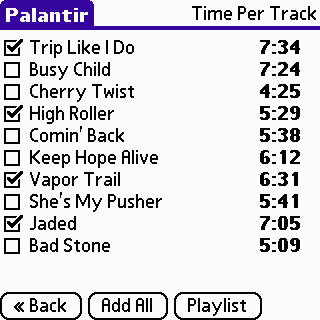 Palantir Time Per Track
Trip Like I Do 7:34
Busy Child 7:24
Cherry Twist 4:25
High Roller 5:29
Comin' Back 5:38
Keep Hope Alive 6:12
Vapor Trail 6:31
She's My Pusher 5:41
Jaded 7:05
Bad Stone 5:09
« Back Add All Playlist